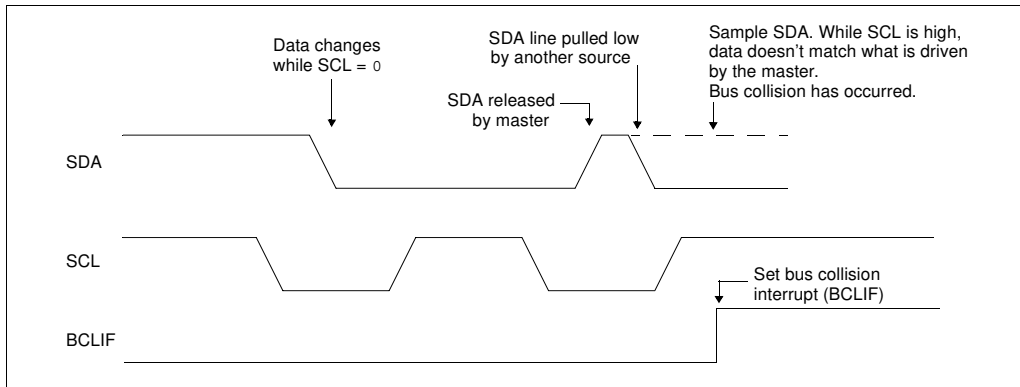 Data changes
while SCL = 0
SDA line pulled low
by another source
SDA released
by master
Sample SDA. While SCL is high,
data doesn't match what is driven
by the master.
Bus collision has occurred.
SDA
SCL
Set bus collision
interrupt (BCLIF)
BCLIF